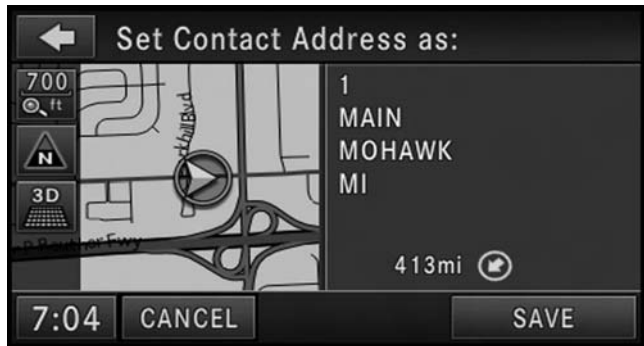 Set Contact Address as:
700
ft
N
3D
1
MAIN
MOHAWK
MI
413mi
7:04
CANCEL
SAVE